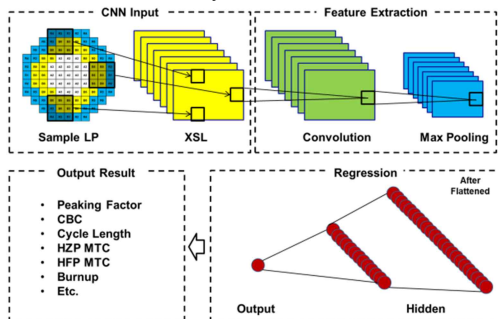 CNN Input
Feature Extraction
Sample LP
XSL
Convolution
Max Pooling
Output Result
• Peaking Factor
• CBC
• Cycle Length
• HZP MTC
• HFP MTC
• Burnup
• Etc.
Regression
After
Flattened
Output
Hidden